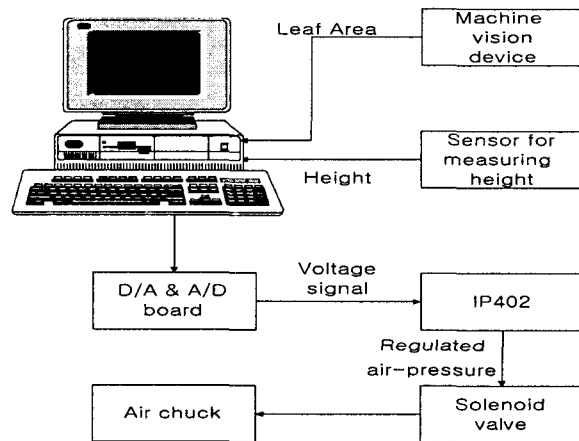 Leaf Area
Machine
vision
device
Sensor for
measuring
height
Height
D/A & A/D
board
Voltage
signal
IP402
Regulated
air-pressure
Air chuck
Solenoid
valve